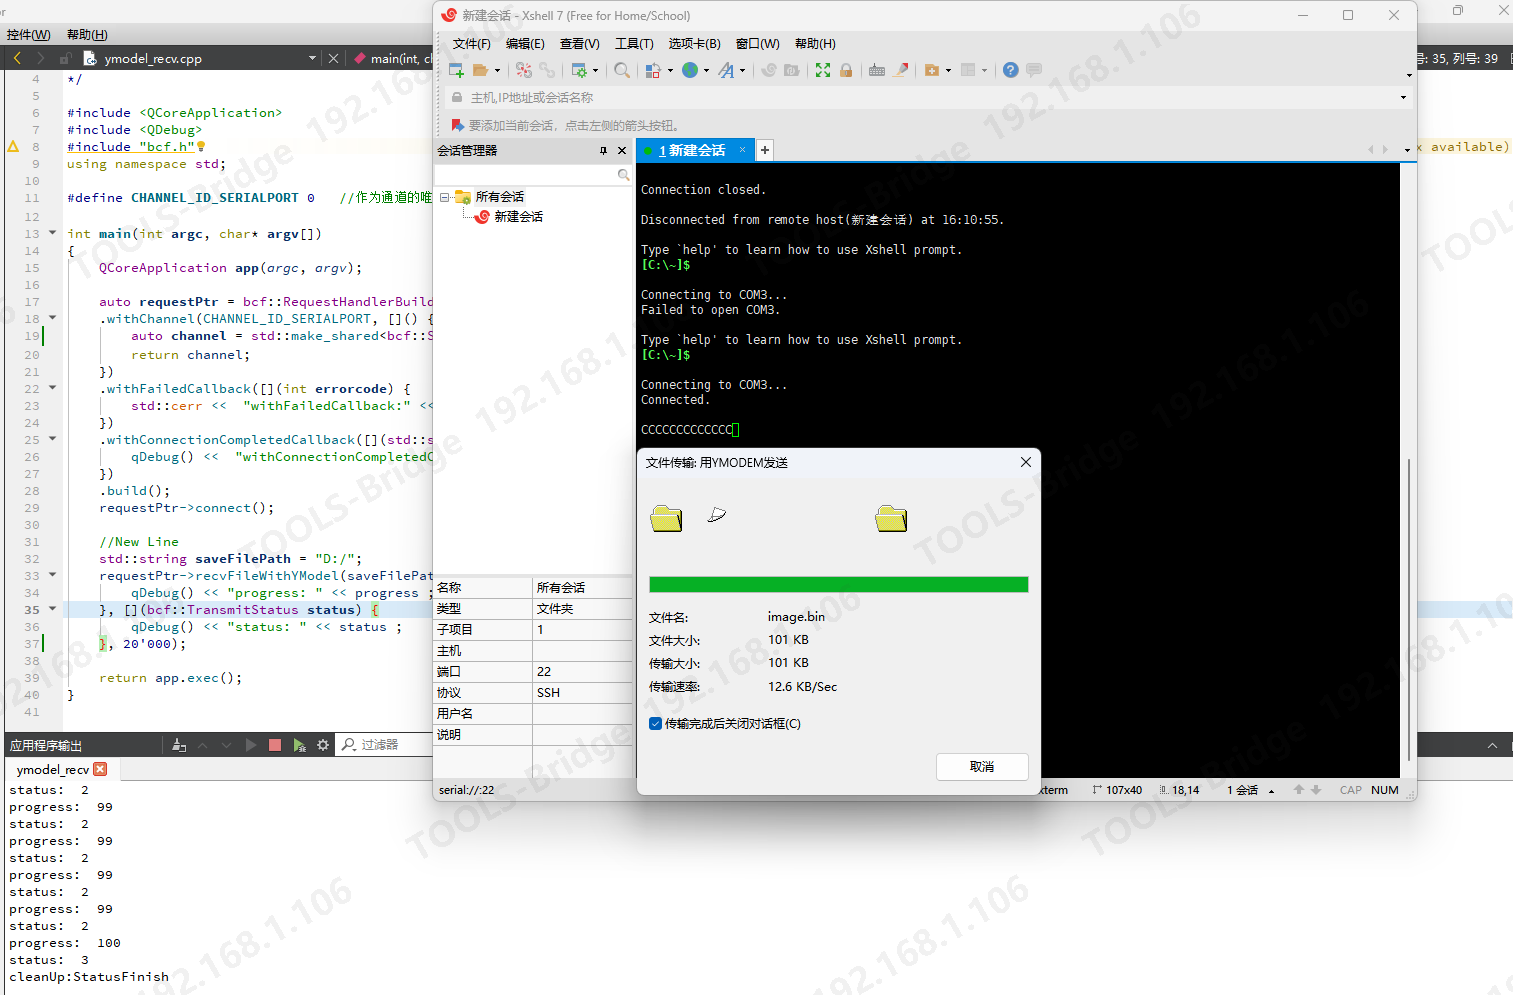 控件(W) 帮助(H)
ymodel_recv.cpp
main(int, c
4 */
5
6 #include <QCoreApplication>
7 #include <QDebug>
8 #include "bcf.h"
9 using namespace std;
10
11 #define CHANNEL_ID_SERIALPORT 0 //作为通道的唯
12
13 int main(int argc, char* argv[])
14 {
15 QCoreApplication app(argc, argv);
16
17 auto requestPtr = bcf::RequestHandlerBuild
18 .withChannel(CHANNEL_ID_SERIALPORT, []() {
19 auto channel = std::make_shared<bcf::S
20 return channel;
21 })
22 .withFailedCallback([](int errorcode) {
23 std::cerr << "withFailedCallback:" <<
24 })
25 .withConnectionCompletedCallback([](std::s
26 qDebug() << "withConnectionCompletedC
27 })
28 .build();
29 requestPtr->connect();
30
31 //New Line
32 std::string saveFilePath = "D:/";
33 requestPtr->recvFileWithYModel(saveFilePat
34 qDebug() << "progress: " << progress ;
35 }, [](bcf::TransmitStatus status) {
36 qDebug() << "status: " << status ;
37 }, 20'000);
38
39 return app.exec();
40 }
41
应用程序输出
过滤器
ymodel_recv
status: 2
progress: 99
status: 2
progress: 99
status: 2
progress: 99
status: 2
progress: 99
status: 2
progress: 100
status: 3
cleanUp:StatusFinish
新建会话 - Xshell 7 (Free for Home/School)
文件(F) 编辑(E) 查看(V) 工具(T) 选项卡(B) 窗口(W) 帮助(H)
主机,IP地址或会话名称
要添加当前会话，点击左侧的箭头按钮。
会话管理器
所有会话
新建会话
名称 所有会话
类型 文件夹
子项目 1
主机
端口 22
协议 SSH
用户名
说明
1 新建会话
Connection closed.
Disconnected from remote host(新建会话) at 16:10:55.
Type `help' to learn how to use Xshell prompt.
[C:\~]$
Connecting to COM3...
Failed to open COM3.
Type `help' to learn how to use Xshell prompt.
[C:\~]$
Connecting to COM3...
Connected.
CCCCCCCCCCCCC
文件传输: 用YMODEM发送
文件名: image.bin
文件大小: 101 KB
传输大小: 101 KB
传输速率: 12.6 KB/Sec
传输完成后关闭对话框(C)
取消
serial://:22
xterm 107x40 18,14 1 会话 CAP NUM
号: 35, 列号: 39
x available)
TOOLS-Bridge 192.168.1.106